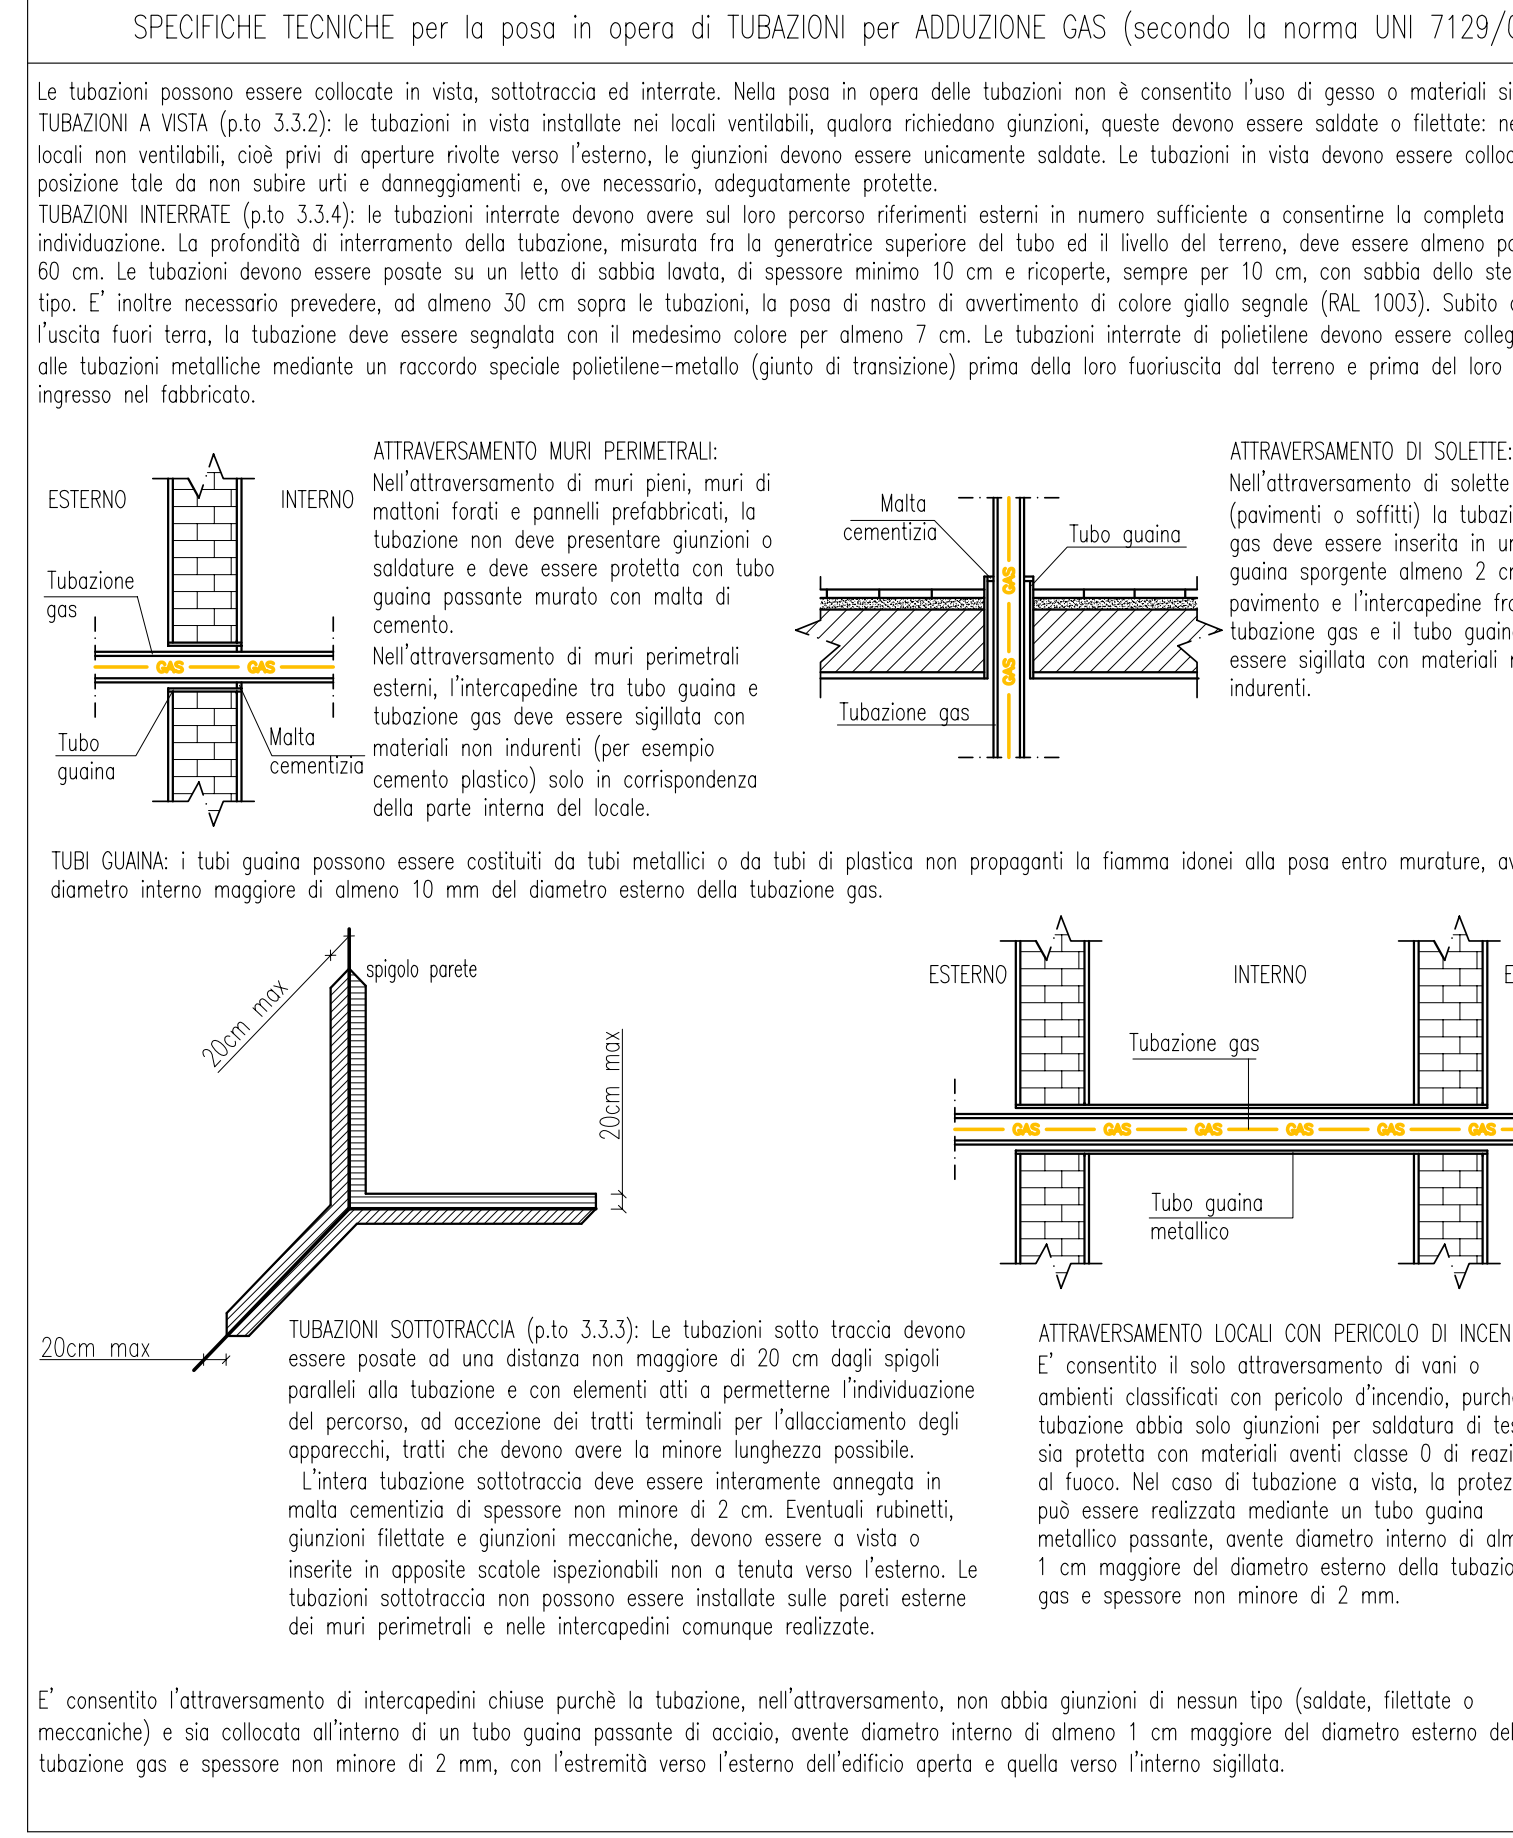 SPECIFICHE TECNICHE per la posa in opera di TUBAZIONI per ADDUZIONE GAS (secondo la norma UNI 7129/
Le tubazioni possono essere collocate in vista, sottotraccia ed interrate. Nella posa in opera delle tubazioni non è consentito l'uso di gesso o materiali si
TUBAZIONI A VISTA (p.to 3.3.2): le tubazioni in vista installate nei locali ventilabili, qualora richiedano giunzioni, queste devono essere saldate o filettate: ne
locali non ventilabili, cioè privi di aperture rivolte verso l'esterno, le giunzioni devono essere unicamente saldate. Le tubazioni in vista devono essere colloc
posizione tale da non subire urti e danneggiamenti e, ove necessario, adeguatamente protette.
TUBAZIONI INTERRATE (p.to 3.3.4): le tubazioni interrate devono avere sul loro percorso riferimenti esterni in numero sufficiente a consentirne la completa
individuazione. La profondità di interramento della tubazione, misurata fra la generatrice superiore del tubo ed il livello del terreno, deve essere almeno pa
60 cm. Le tubazioni devono essere posate su un letto di sabbia lavata, di spessore minimo 10 cm e ricoperte, sempre per 10 cm, con sabbia dello ste
tipo. E' inoltre necessario prevedere, ad almeno 30 cm sopra le tubazioni, la posa di nastro di avvertimento di colore giallo segnale (RAL 1003). Subito
l'uscita fuori terra, la tubazione deve essere segnalata con il medesimo colore per almeno 7 cm. Le tubazioni interrate di polietilene devono essere colleg
alle tubazioni metalliche mediante un raccordo speciale polietilene-metallo (giunto di transizione) prima della loro fuoriuscita dal terreno e prima del loro
ingresso nel fabbricato.
ESTERNO
INTERNO
Tubazione
gas
GAS GAS
Tubo
guaina
Malta
cementizia
ATTRAVERSAMENTO MURI PERIMETRALI:
Nell'attraversamento di muri pieni, muri di
mattoni forati e pannelli prefabbricati, la
tubazione non deve presentare giunzioni o
saldature e deve essere protetta con tubo
guaina passante murato con malta di
cemento.
Nell'attraversamento di muri perimetrali
esterni, l'intercapedine tra tubo guaina e
tubazione gas deve essere sigillata con
materiali non indurenti (per esempio
cemento plastico) solo in corrispondenza
della parte interna del locale.
Malta
cementizia
Tubo guaina
GAS
GAS
Tubazione gas
ATTRAVERSAMENTO DI SOLETTE:
Nell'attraversamento di solette
(pavimenti o soffitti) la tubazi
gas deve essere inserita in un
guaina sporgente almeno 2 c
pavimento e l'intercapedine fr
tubazione gas e il tubo guain
essere sigillata con materiali
indurenti.
TUBI GUAINA: i tubi guaina possono essere costituiti da tubi metallici o da tubi di plastica non propaganti la fiamma idonei alla posa entro murature, av
diametro interno maggiore di almeno 10 mm del diametro esterno della tubazione gas.
spigolo parete
20cm max
20cm max
20cm max
ESTERNO
INTERNO
E
Tubazione gas
GAS GAS GAS GAS GAS GAS
Tubo guaina
metallico
TUBAZIONI SOTTOTRACCIA (p.to 3.3.3): Le tubazioni sotto traccia devono
essere posate ad una distanza non maggiore di 20 cm dagli spigoli
paralleli alla tubazione e con elementi atti a permetterne l'individuazione
del percorso, ad accezione dei tratti terminali per l'allacciamento degli
apparecchi, tratti che devono avere la minore lunghezza possibile.
L'intera tubazione sottotraccia deve essere interamente annegata in
malta cementizia di spessore non minore di 2 cm. Eventuali rubinetti,
giunzioni filettate e giunzioni meccaniche, devono essere a vista o
inserite in apposite scatole ispezionabili non a tenuta verso l'esterno. Le
tubazioni sottotraccia non possono essere installate sulle pareti esterne
dei muri perimetrali e nelle intercapedini comunque realizzate.
ATTRAVERSAMENTO LOCALI CON PERICOLO DI INCEN
E' consentito il solo attraversamento di vani o
ambienti classificati con pericolo d'incendio, purch
tubazione abbia solo giunzioni per saldatura di tes
sia protetta con materiali aventi classe 0 di reazi
al fuoco. Nel caso di tubazione a vista, la protez
può essere realizzata mediante un tubo guaina
metallico passante, avente diametro interno di alm
1 cm maggiore del diametro esterno della tubazio
gas e spessore non minore di 2 mm.
E' consentito l'attraversamento di intercapedini chiuse purchè la tubazione, nell'attraversamento, non abbia giunzioni di nessun tipo (saldate, filettate o
meccaniche) e sia collocata all'interno di un tubo guaina passante di acciaio, avente diametro interno di almeno 1 cm maggiore del diametro esterno del
tubazione gas e spessore non minore di 2 mm, con l'estremità verso l'esterno dell'edificio aperta e quella verso l'interno sigillata.